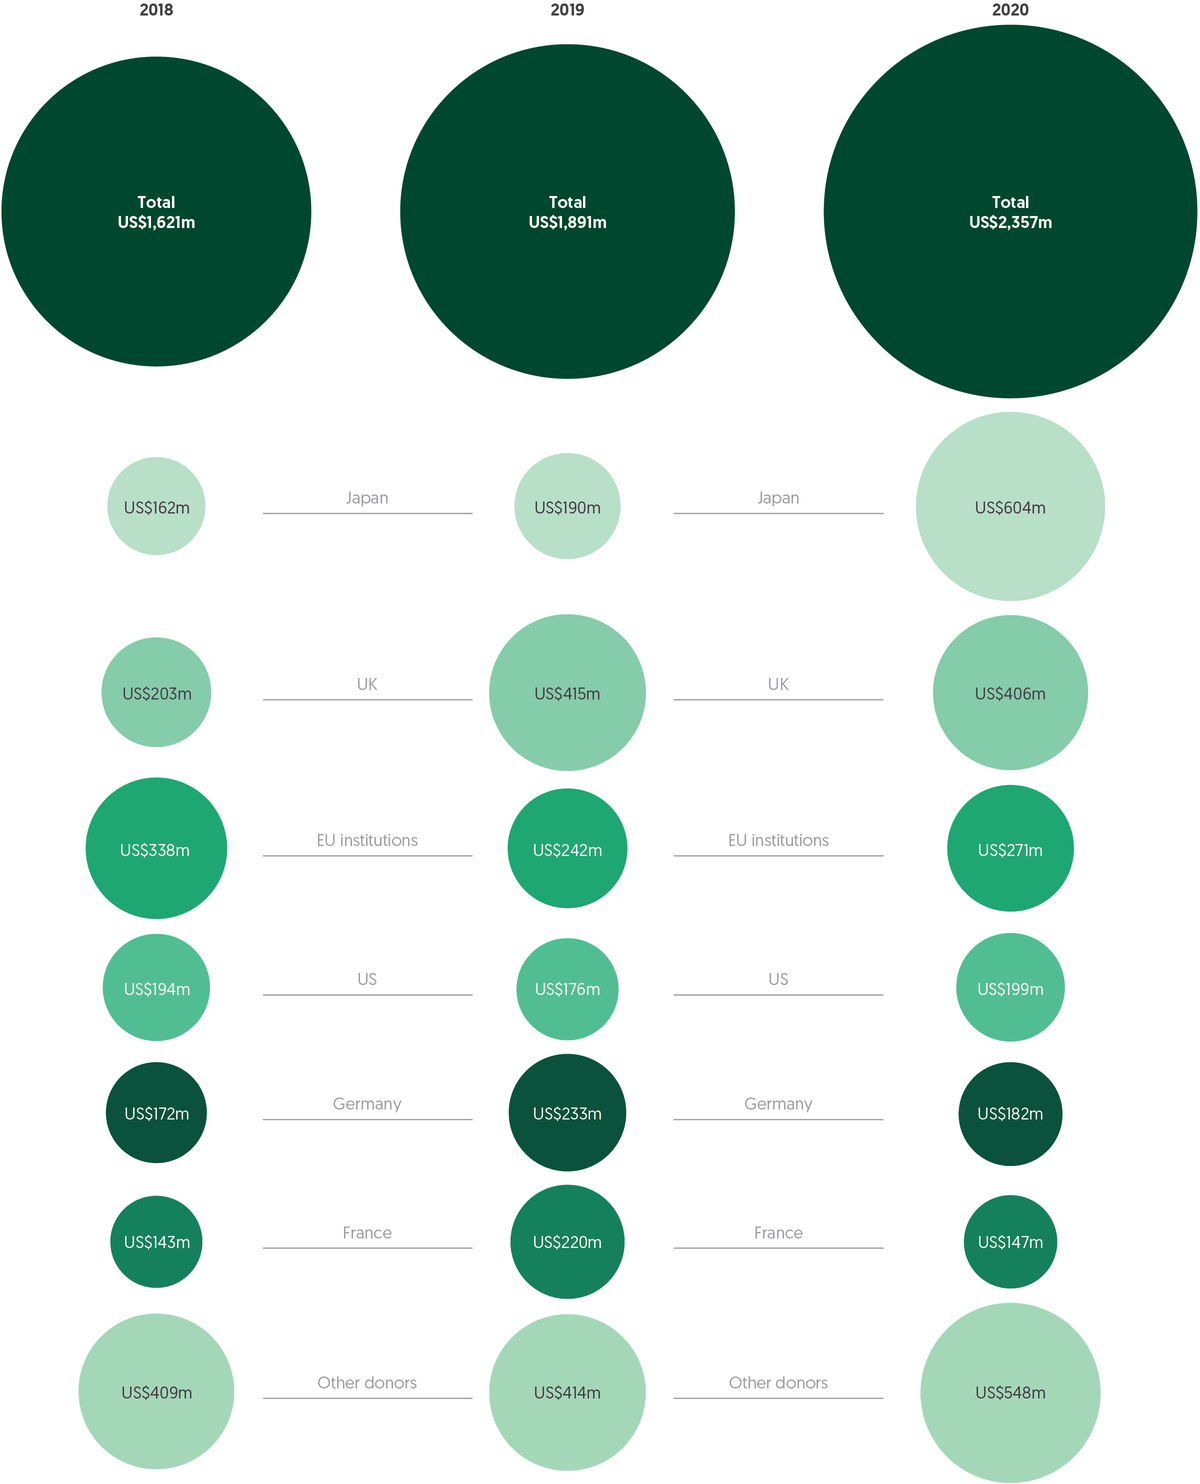 2018 2019 2020
Total Total Total
US$1,621m US$1,891m US$2,357m
Japan Japan
US$162m US$190m US$604m
UK UK
US$203m US$415m US$406m
EU institutions EU institutions
US$338m US$242m US$271m
US US
US$194m US$176m US$199m
Germany Germany
US$172m US$233m US$182m
France France
US$143m US$220m US$147m
Other donors Other donors
US$409m US$414m US$548m